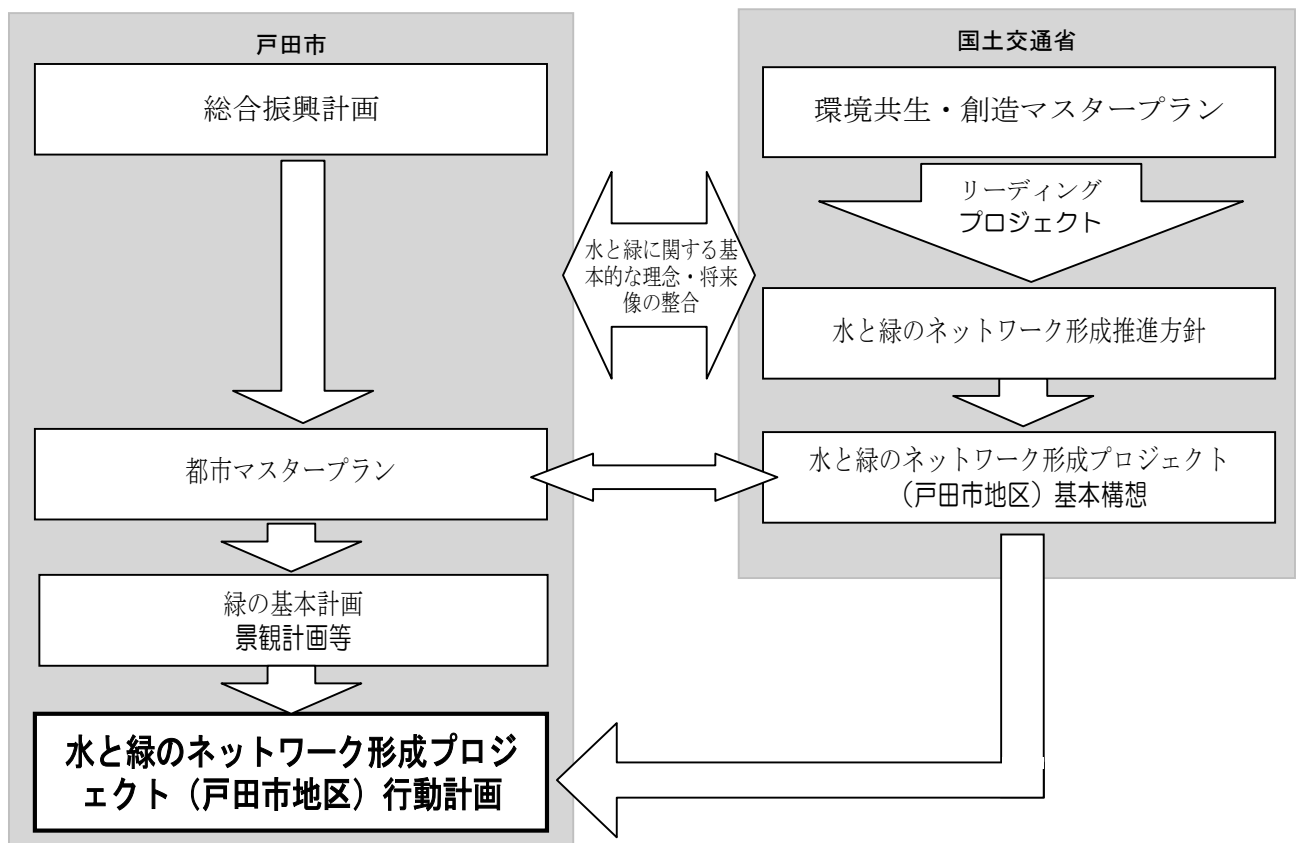 戸田市
総合振興計画
都市マスタープラン
緑の基本計画
景観計画等
水と緑のネットワーク形成プロジ
ェクト（戸田市地区）行動計画
水と緑に関する基
本的な理念・将来
像の整合
国土交通省
環境共生・創造マスタープラン
リーディング
プロジェクト
水と緑のネットワーク形成推進方針
水と緑のネットワーク形成プロジェクト
（戸田市地区）基本構想